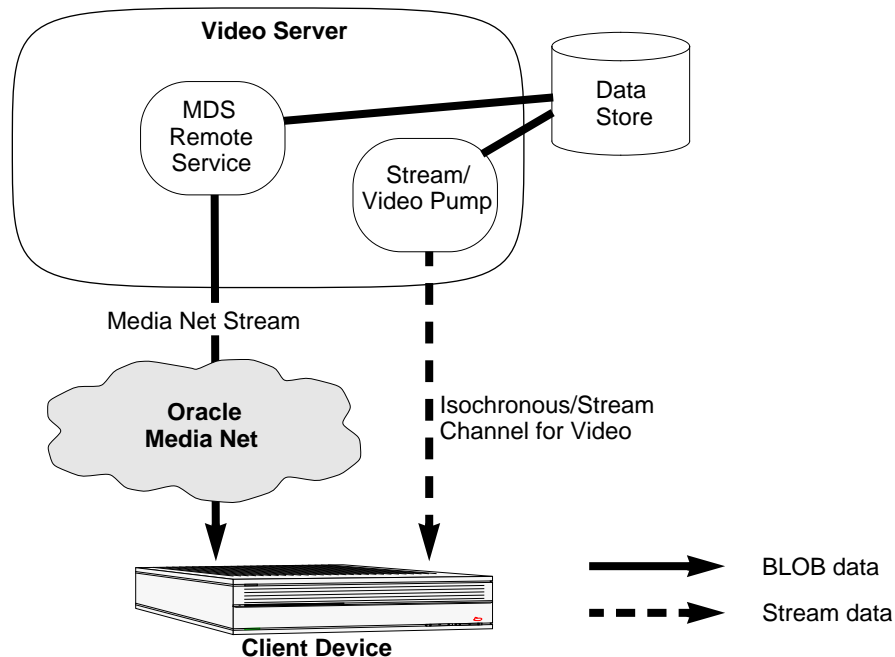 Video Server
MDS
Remote
Service
Data
Store
Stream/
Video Pump
Media Net Stream
Oracle
Media Net
Isochronous/Stream
Channel for Video
BLOB data
Stream data
Client Device